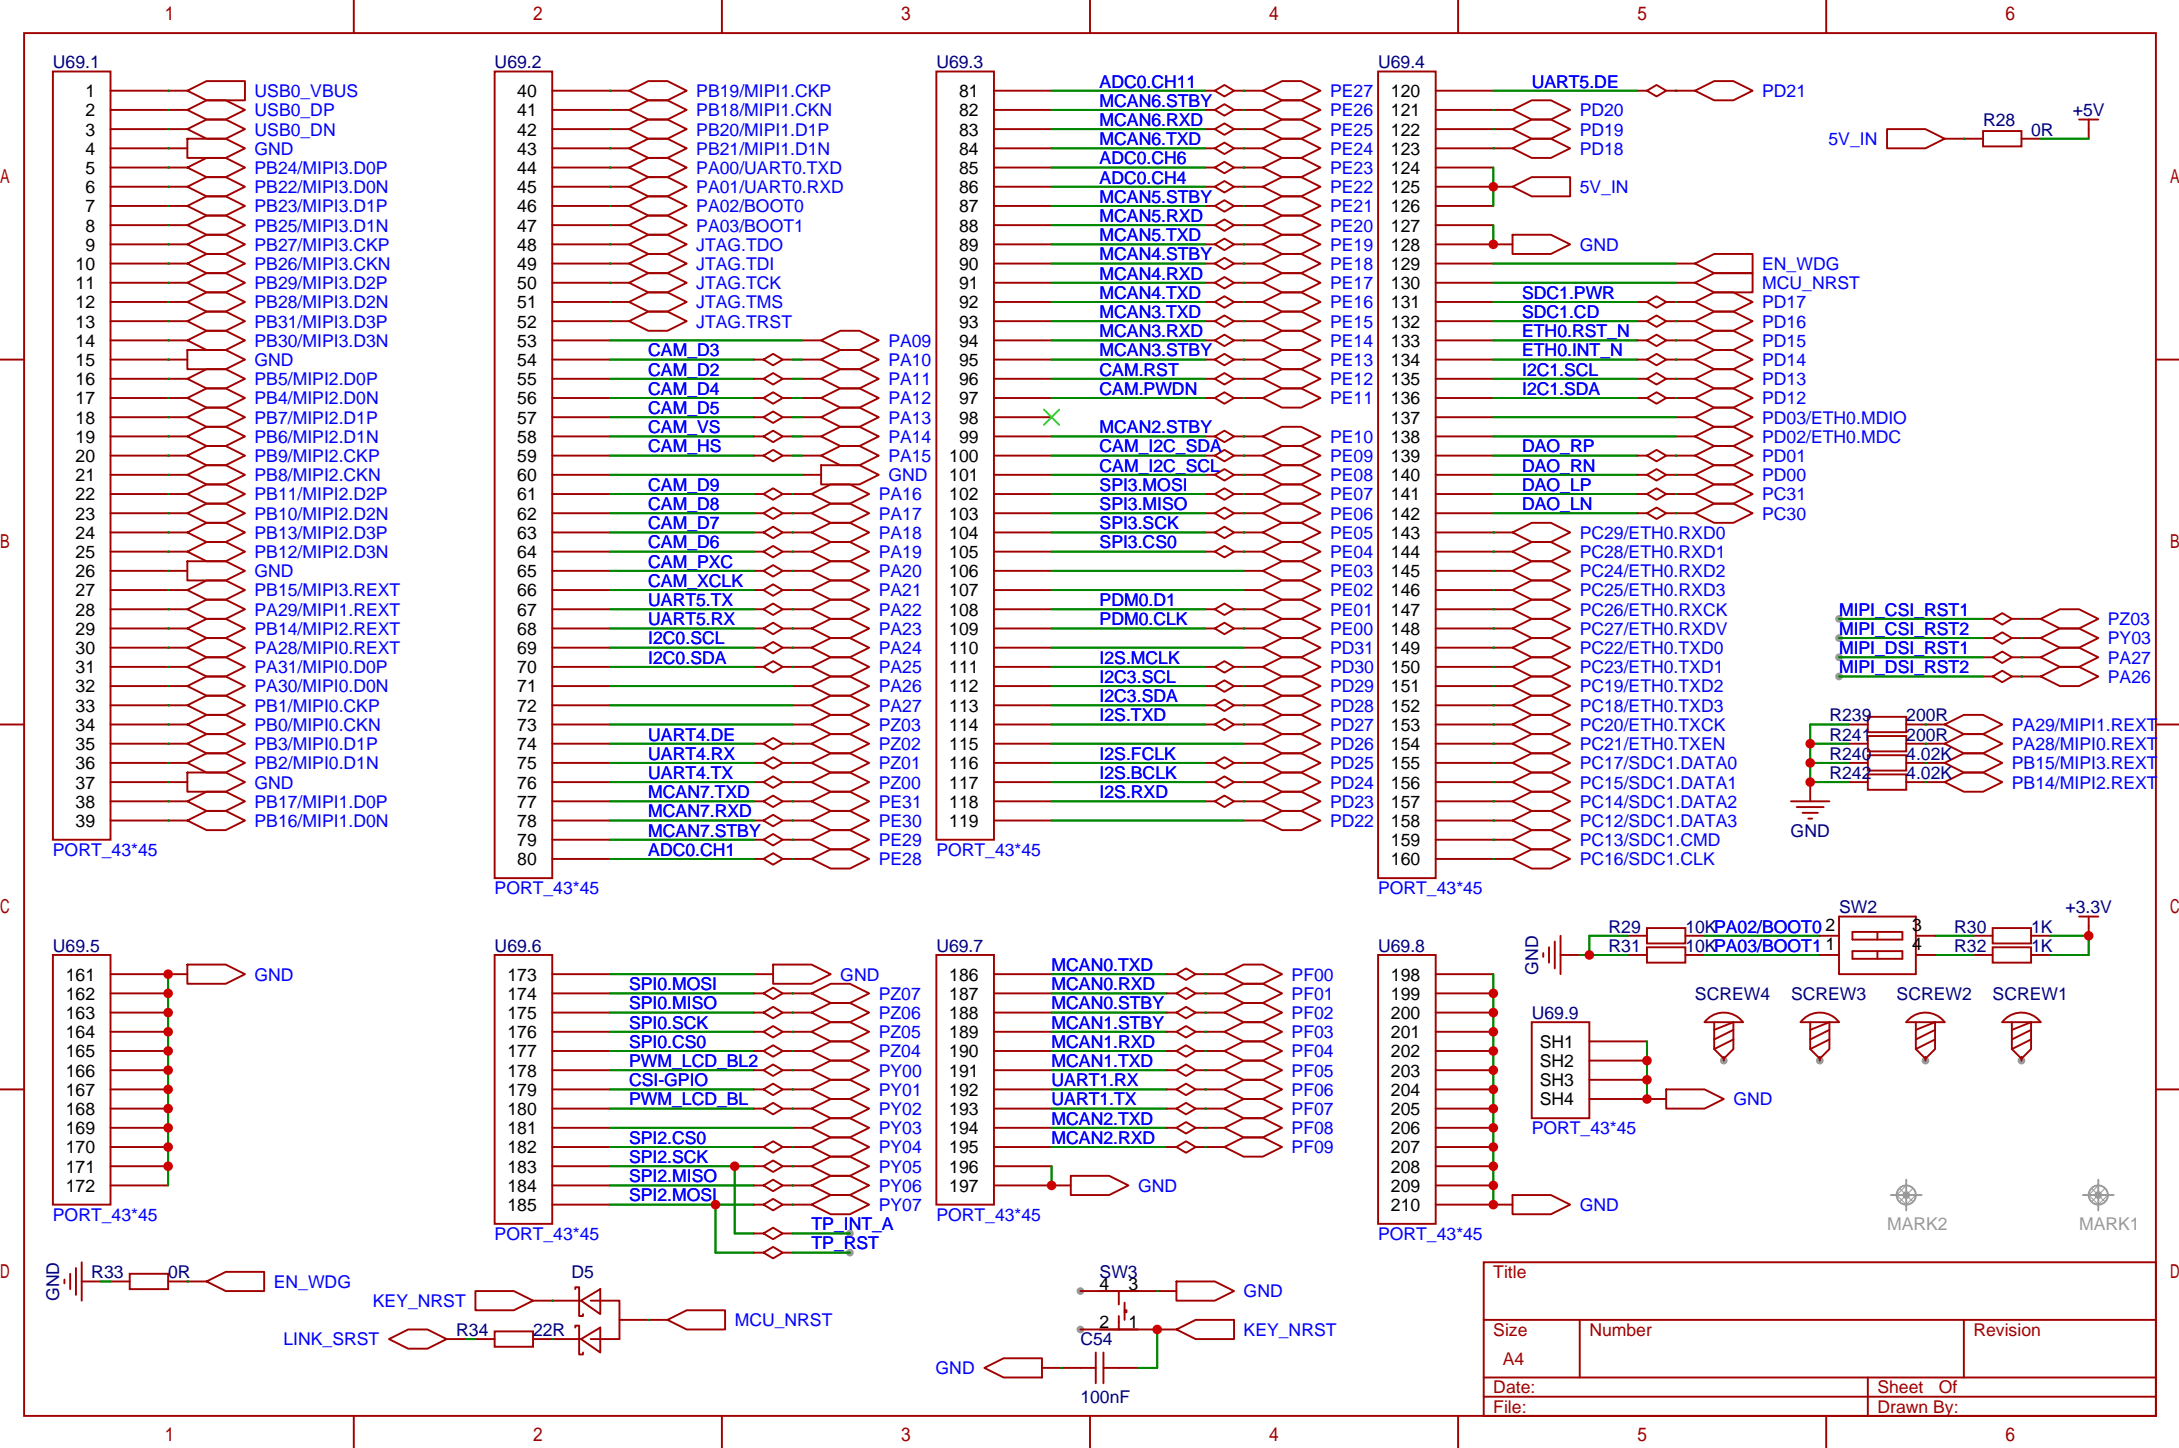 1 2 3 4 5 6
U69.1
1 USB0_VBUS
2 USB0_DP
3 USB0_DN
4 GND
5 PB24/MIPI3.D0P
6 PB22/MIPI3.D0N
7 PB23/MIPI3.D1P
8 PB25/MIPI3.D1N
9 PB27/MIPI3.CKP
10 PB26/MIPI3.CKN
11 PB29/MIPI3.D2P
12 PB28/MIPI3.D2N
13 PB31/MIPI3.D3P
14 PB30/MIPI3.D3N
15 GND
16 PB5/MIPI2.D0P
17 PB4/MIPI2.D0N
18 PB7/MIPI2.D1P
19 PB6/MIPI2.D1N
20 PB9/MIPI2.CKP
21 PB8/MIPI2.CKN
22 PB11/MIPI2.D2P
23 PB10/MIPI2.D2N
24 PB13/MIPI2.D3P
25 PB12/MIPI2.D3N
26 GND
27 PB15/MIPI3.REXT
28 PA29/MIPI1.REXT
29 PB14/MIPI2.REXT
30 PA28/MIPI0.REXT
31 PA31/MIPI0.D0P
32 PA30/MIPI0.D0N
33 PB1/MIPI0.CKP
34 PB0/MIPI0.CKN
35 PB3/MIPI0.D1P
36 PB2/MIPI0.D1N
37 GND
38 PB17/MIPI1.D0P
39 PB16/MIPI1.D0N
PORT_43*45
U69.2
40 PB19/MIPI1.CKP
41 PB18/MIPI1.CKN
42 PB20/MIPI1.D1P
43 PB21/MIPI1.D1N
44 PA00/UART0.TXD
45 PA01/UART0.RXD
46 PA02/BOOT0
47 PA03/BOOT1
48 JTAG.TDO
49 JTAG.TDI
50 JTAG.TCK
51 JTAG.TMS
52 JTAG.TRST
53 PA09
54 CAM_D3 PA10
55 CAM_D2 PA11
56 CAM_D4 PA12
57 CAM_D5 PA13
58 CAM_VS PA14
59 CAM_HS PA15
60 GND
61 CAM_D9 PA16
62 CAM_D8 PA17
63 CAM_D7 PA18
64 CAM_D6 PA19
65 CAM_PXC PA20
66 CAM_XCLK PA21
67 UART5.TX PA22
68 UART5.RX PA23
69 I2C0.SCL PA24
70 I2C0.SDA PA25
71 PA26
72 PA27
73 PZ03
74 UART4.DE PZ02
75 UART4.RX PZ01
76 UART4.TX PZ00
77 MCAN7.TXD PE31
78 MCAN7.RXD PE30
79 MCAN7.STBY PE29
80 ADC0.CH1 PE28
PORT_43*45
U69.3
81 ADC0.CH11 PE27
82 MCAN6.STBY PE26
83 MCAN6.RXD PE25
84 MCAN6.TXD PE24
85 ADC0.CH6 PE23
86 ADC0.CH4 PE22
87 MCAN5.STBY PE21
88 MCAN5.RXD PE20
89 MCAN5.TXD PE19
90 MCAN4.STBY PE18
91 MCAN4.RXD PE17
92 MCAN4.TXD PE16
93 MCAN3.TXD PE15
94 MCAN3.RXD PE14
95 MCAN3.STBY PE13
96 CAM.RST PE12
97 CAM.PWDN PE11
98
99 MCAN2.STBY PE10
100 CAM_I2C_SDA PE09
101 CAM_I2C_SCL PE08
102 SPI3.MOSI PE07
103 SPI3.MISO PE06
104 SPI3.SCK PE05
105 SPI3.CS0 PE04
106 PE03
107 PE02
108 PDM0.D1 PE01
109 PDM0.CLK PE00
110 PD31
111 I2S.MCLK PD30
112 I2C3.SCL PD29
113 I2C3.SDA PD28
114 I2S.TXD PD27
115 PD26
116 I2S.FCLK PD25
117 I2S.BCLK PD24
118 I2S.RXD PD23
119 PD22
PORT_43*45
U69.4
120 UART5.DE PD21
121 PD20
122 PD19
123 PD18
124
125 5V_IN
126
127
128 GND
129 EN_WDG
130 MCU_NRST
131 SDC1.PWR PD17
132 SDC1.CD PD16
133 ETH0.RST_N PD15
134 ETH0.INT_N PD14
135 I2C1.SCL PD13
136 I2C1.SDA PD12
137 PD03/ETH0.MDIO
138 PD02/ETH0.MDC
139 DAO_RP PD01
140 DAO_RN PD00
141 DAO_LP PC31
142 DAO_LN PC30
143 PC29/ETH0.RXD0
144 PC28/ETH0.RXD1
145 PC24/ETH0.RXD2
146 PC25/ETH0.RXD3
147 PC26/ETH0.RXCK
148 PC27/ETH0.RXDV
149 PC22/ETH0.TXD0
150 PC23/ETH0.TXD1
151 PC19/ETH0.TXD2
152 PC18/ETH0.TXD3
153 PC20/ETH0.TXCK
154 PC21/ETH0.TXEN
155 PC17/SDC1.DATA0
156 PC15/SDC1.DATA1
157 PC14/SDC1.DATA2
158 PC12/SDC1.DATA3
159 PC13/SDC1.CMD
160 PC16/SDC1.CLK
PORT_43*45
5V_IN R28 0R +5V
MIPI_CSI_RST1 PZ03
MIPI_CSI_RST2 PY03
MIPI_DSI_RST1 PA27
MIPI_DSI_RST2 PA26
R239 200R PA29/MIPI1.REXT
R241 200R PA28/MIPI0.REXT
R240 4.02K PB15/MIPI3.REXT
R242 4.02K PB14/MIPI2.REXT
GND
SW2 +3.3V
R29 10K PA02/BOOT0 2 3 R30 1K
R31 10K PA03/BOOT1 1 4 R32 1K
GND
SCREW4 SCREW3 SCREW2 SCREW1
U69.5
161 GND
162
163
164
165
166
167
168
169
170
171
172
PORT_43*45
U69.6
173 GND
174 SPI0.MOSI PZ07
175 SPI0.MISO PZ06
176 SPI0.SCK PZ05
177 SPI0.CS0 PZ04
178 PWM_LCD_BL2 PY00
179 CSI-GPIO PY01
180 PWM_LCD_BL PY02
181 PY03
182 SPI2.CS0 PY04
183 SPI2.SCK PY05
184 SPI2.MISO PY06
185 SPI2.MOSI PY07
TP_INT_A
TP_RST
PORT_43*45
U69.7
186 MCAN0.TXD PF00
187 MCAN0.RXD PF01
188 MCAN0.STBY PF02
189 MCAN1.STBY PF03
190 MCAN1.RXD PF04
191 MCAN1.TXD PF05
192 UART1.RX PF06
193 UART1.TX PF07
194 MCAN2.TXD PF08
195 MCAN2.RXD PF09
196
197 GND
PORT_43*45
U69.8
198
199
200
201
202
203
204
205
206
207
208
209
210 GND
PORT_43*45
U69.9
SH1
SH2
SH3
SH4 GND
PORT_43*45
MARK2 MARK1
GND R33 0R EN_WDG
D5
KEY_NRST
MCU_NRST
LINK_SRST R34 22R
SW3
4 3 GND
2 1 KEY_NRST
C54
GND
100nF
Title
Size Number Revision
A4
Date: Sheet Of
File: Drawn By:
A A
B B
C C
D D
1 2 3 4 5 6